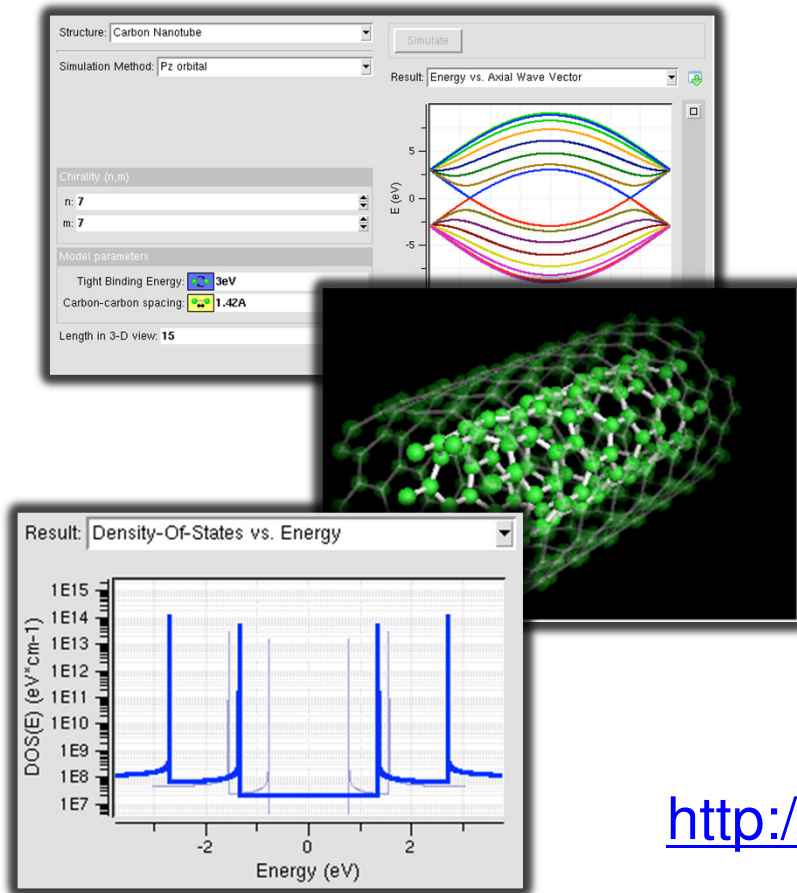 Structure: Carbon Nanotube
Simulate
Simulation Method: Pz orbital
Result: Energy vs. Axial Wave Vector
Chirality (n,m)
n: 7
m: 7
Model parameters
Tight Binding Energy: 3eV
Carbon-carbon spacing: 1.42A
Length in 3-D view: 15
E (eV)
5
0
-5
Result: Density-Of-States vs. Energy
DOS(E) (eV*cm-1)
1E15
1E14
1E13
1E12
1E11
1E10
1E9
1E8
1E7
-2 0 2
Energy (eV)
http:/